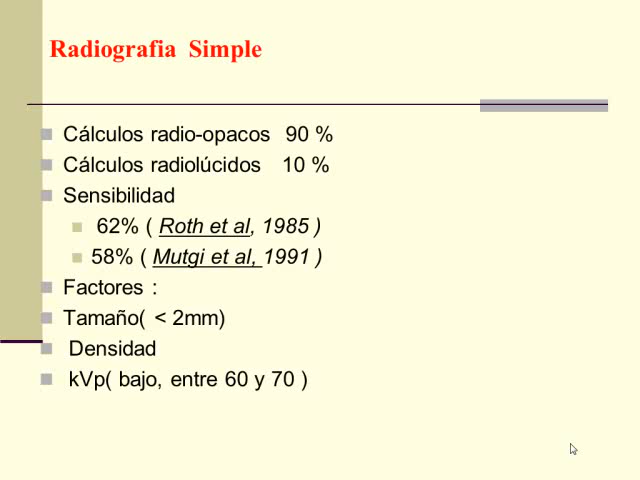 Radiografia Simple
Cálculos radio-opacos 90 %
Cálculos radiolúcidos 10 %
Sensibilidad
62% ( Roth et al, 1985 )
58% ( Mutgi et al, 1991 )
Factores :
Tamaño( < 2mm)
Densidad
kVp( bajo, entre 60 y 70 )